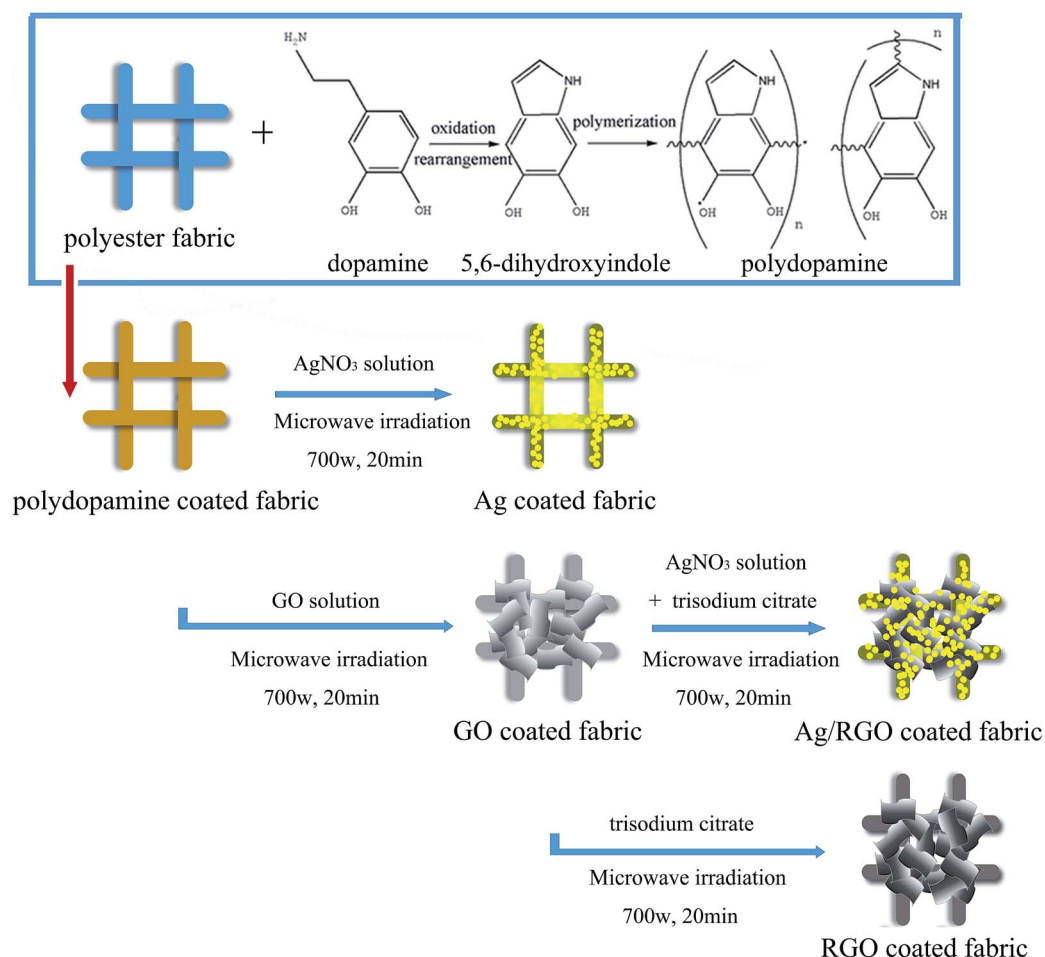 H₂N
OH
OH
dopamine
polyester fabric
+
oxidation
rearrangement
NH
OH
OH
5,6-dihydroxyindole
polymerization
NH
*
*
OH
OH
n
n
NH
OH
OH
polydopamine
polydopamine coated fabric
AgNO₃ solution
Microwave irradiation
700w, 20min
Ag coated fabric
GO solution
Microwave irradiation
700w, 20min
GO coated fabric
AgNO₃ solution
+ trisodium citrate
Microwave irradiation
700w, 20min
Ag/RGO coated fabric
trisodium citrate
Microwave irradiation
700w, 20min
RGO coated fabric